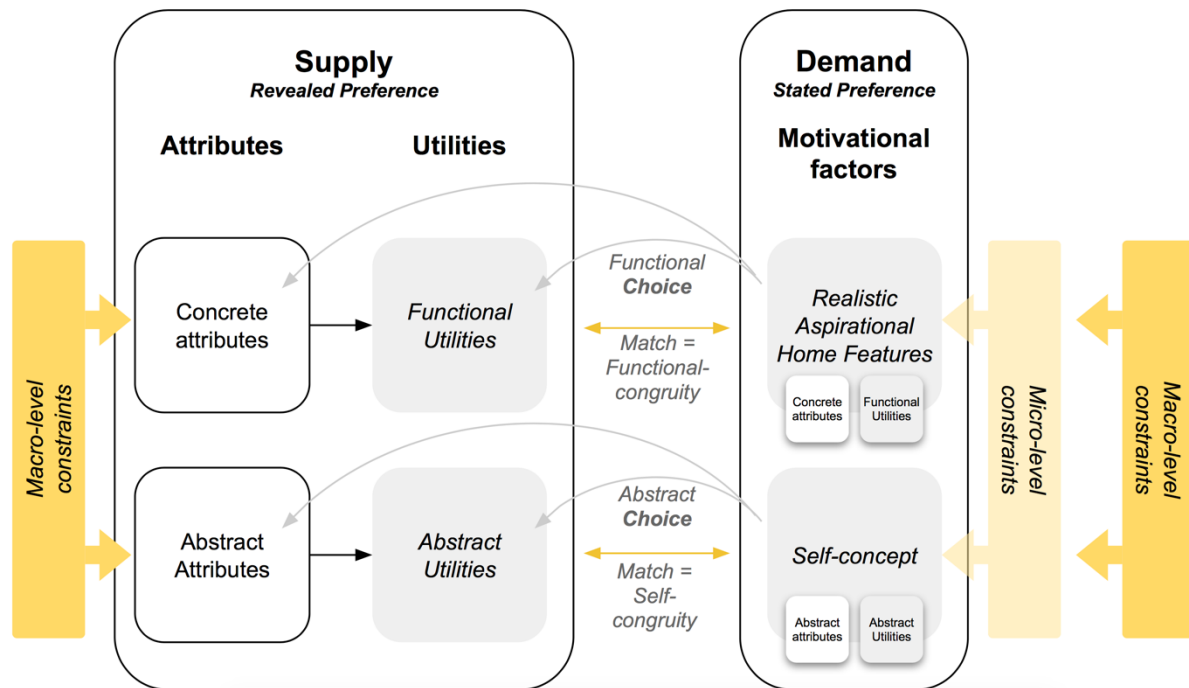 Supply
Revealed Preference
Attributes
Utilities
Demand
Stated Preference
Motivational
factors
Macro-level
constraints
Concrete
attributes
Functional
Utilities
Functional
Choice
Match =
Functional-
congruity
Realistic
Aspirational
Home Features
Concrete
attributes
Functional
Utilities
Abstract
Attributes
Abstract
Utilities
Abstract
Choice
Match =
Self-
congruity
Self-concept
Abstract
attributes
Abstract
Utilities
Micro-level
constraints
Macro-level
constraints